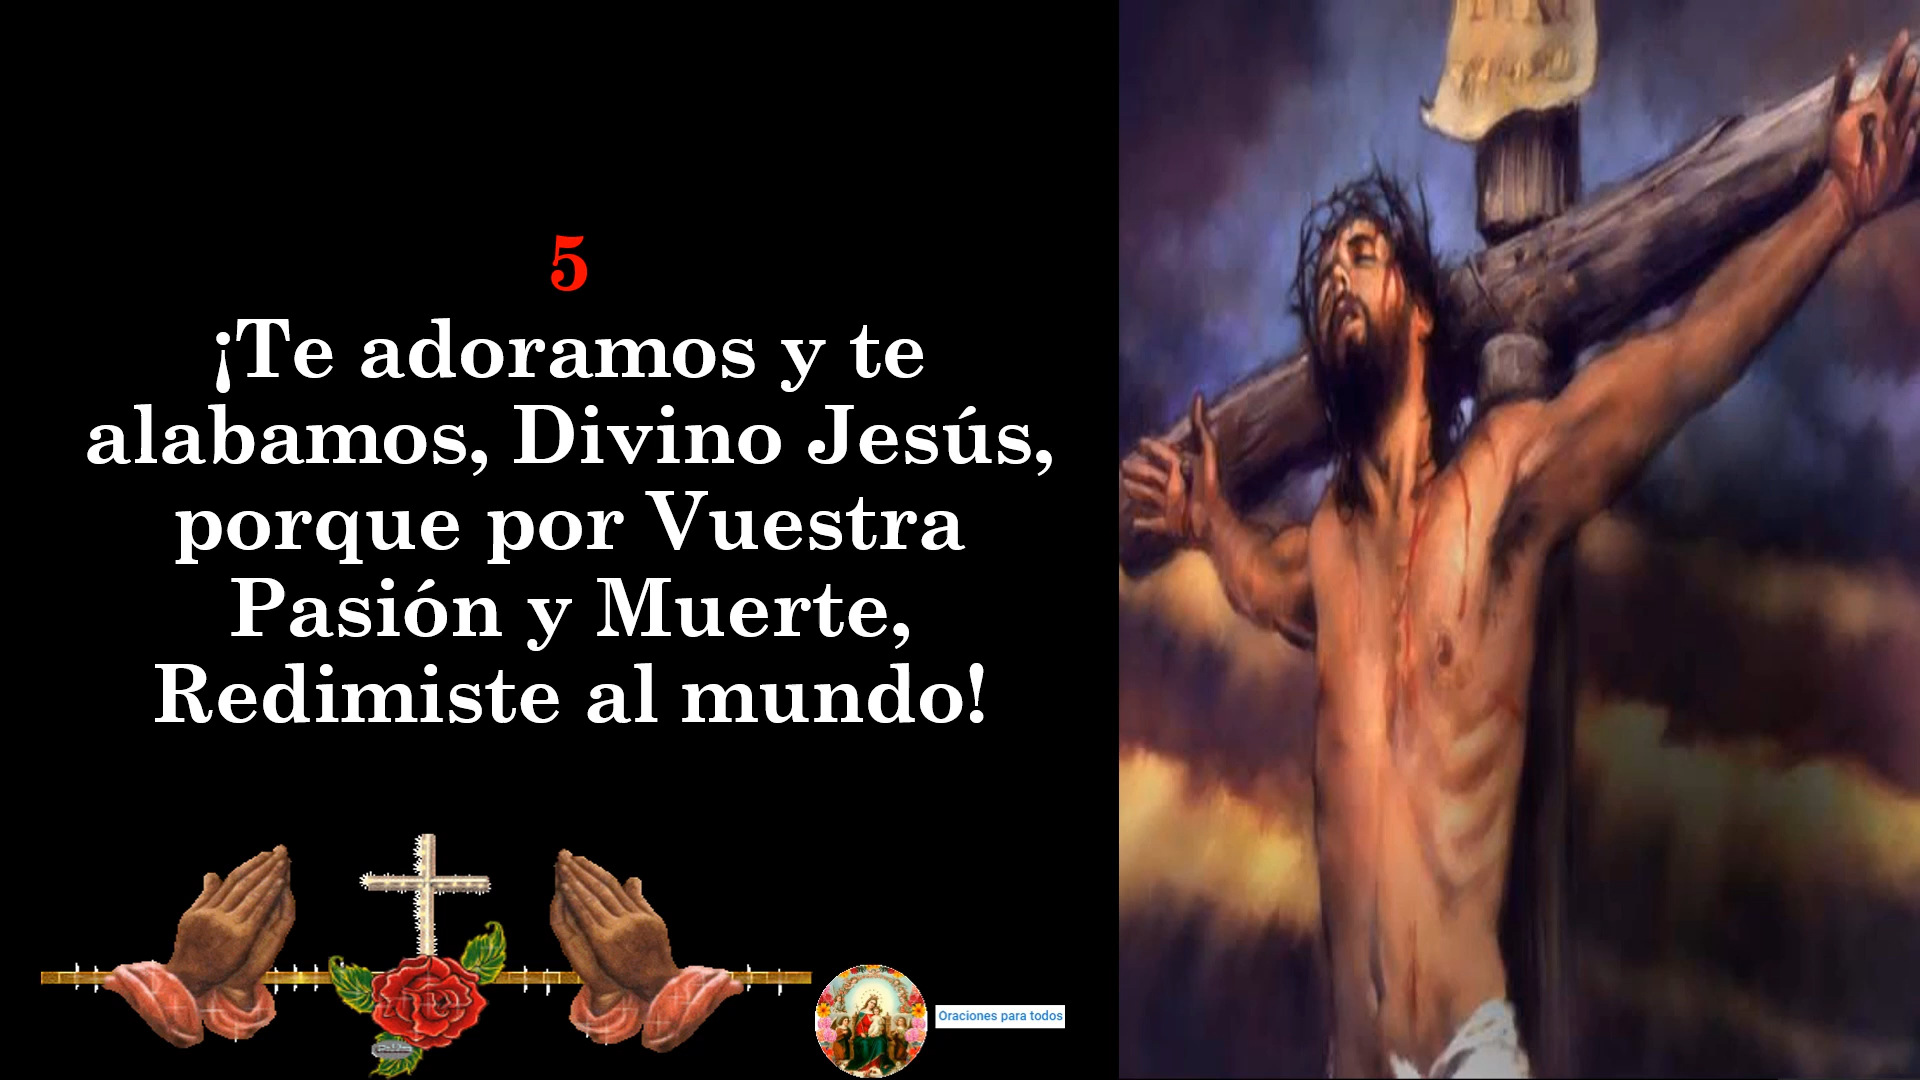 5
¡Te adoramos y te
alabamos, Divino Jesús,
porque por Vuestra
Pasión y Muerte,
Redimiste al mundo!
Oraciones para todos